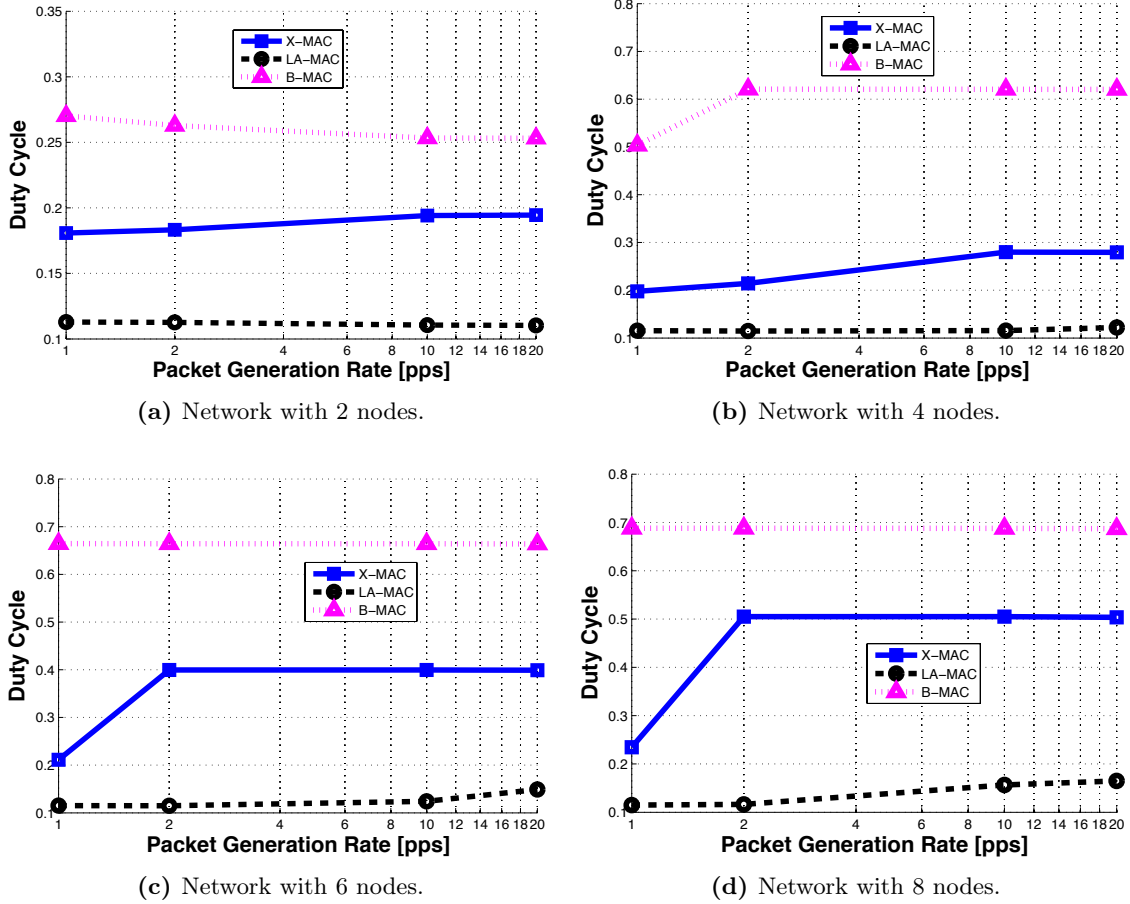 0.35
0.3
0.25
0.2
0.15
0.1
Duty Cycle
X−MAC
LA−MAC
B−MAC
1 2 4 6 8 10 12 14 16 18 20
Packet Generation Rate [pps]
(a) Network with 2 nodes.
0.8
0.7
0.6
0.5
0.4
0.3
0.2
0.1
Duty Cycle
X−MAC
LA−MAC
B−MAC
1 2 4 6 8 10 12 14 16 18 20
Packet Generation Rate [pps]
(b) Network with 4 nodes.
0.8
0.7
0.6
0.5
0.4
0.3
0.2
0.1
Duty Cycle
X−MAC
LA−MAC
B−MAC
1 2 4 6 8 10 12 14 16 18 20
Packet Generation Rate [pps]
(c) Network with 6 nodes.
0.8
0.7
0.6
0.5
0.4
0.3
0.2
0.1
Duty Cycle
X−MAC
LA−MAC
B−MAC
1 2 4 6 8 10 12 14 16 18 20
Packet Generation Rate [pps]
(d) Network with 8 nodes.